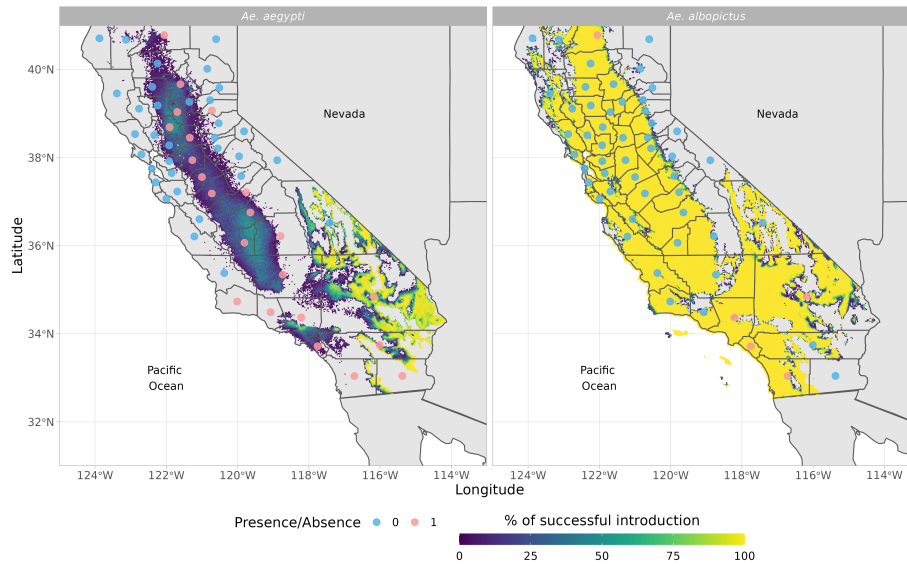 Ae. aegypti
Ae. albopictus
40°N
38°N
36°N
34°N
32°N
Latitude
Nevada
Pacific
Ocean
Nevada
Pacific
Ocean
124°W 122°W 120°W 118°W 116°W 114°W
124°W 122°W 120°W 118°W 116°W 114°W
Longitude
Presence/Absence 0 1
% of successful introduction
0 25 50 75 100